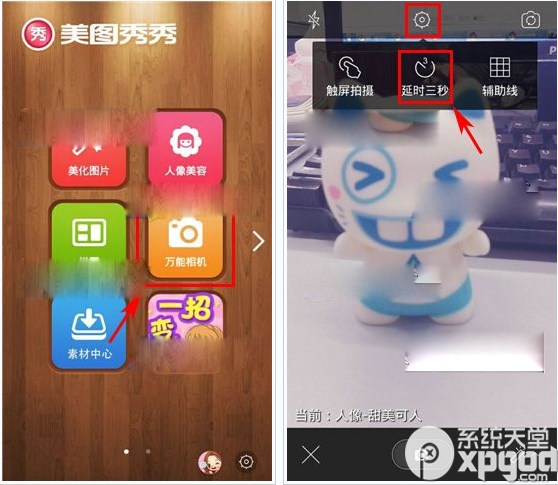 秀 美图秀秀
美化图片
人像美容
万能相机
素材中心
一招
变
3
触屏拍摄
延时三秒
辅助线
当前：人像-甜美可人
系统天堂
xpgod
.com